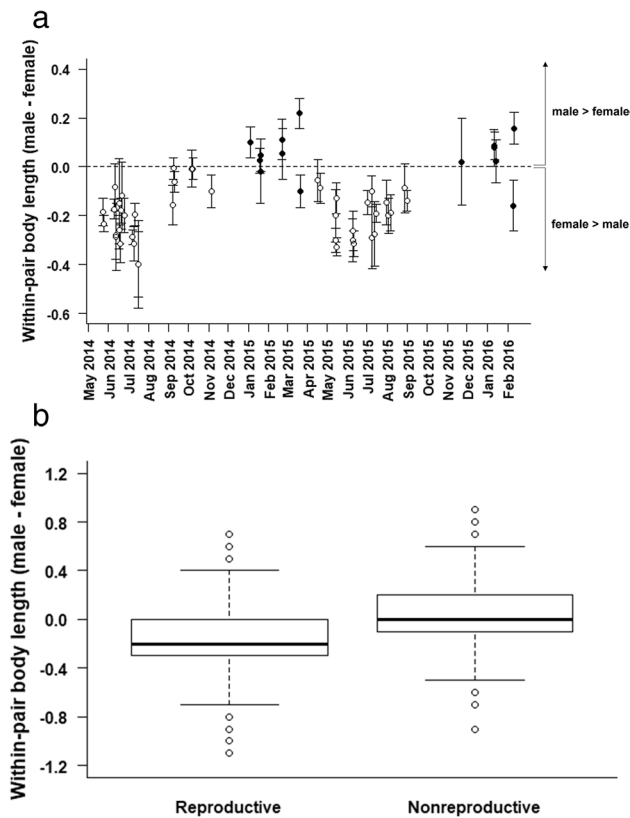 a
Within-pair body length (male - female)
0.4
0.2
0.0
-0.2
-0.4
-0.6
male > female
female > male
May 2014
Jun 2014
Jul 2014
Aug 2014
Sep 2014
Oct 2014
Nov 2014
Dec 2014
Jan 2015
Feb 2015
Mar 2015
Apr 2015
May 2015
Jun 2015
Jul 2015
Aug 2015
Sep 2015
Oct 2015
Nov 2015
Dec 2015
Jan 2016
Feb 2016
b
Within-pair body length (male - female)
1.2
0.8
0.4
0.0
-0.4
-0.8
-1.2
Reproductive
Nonreproductive